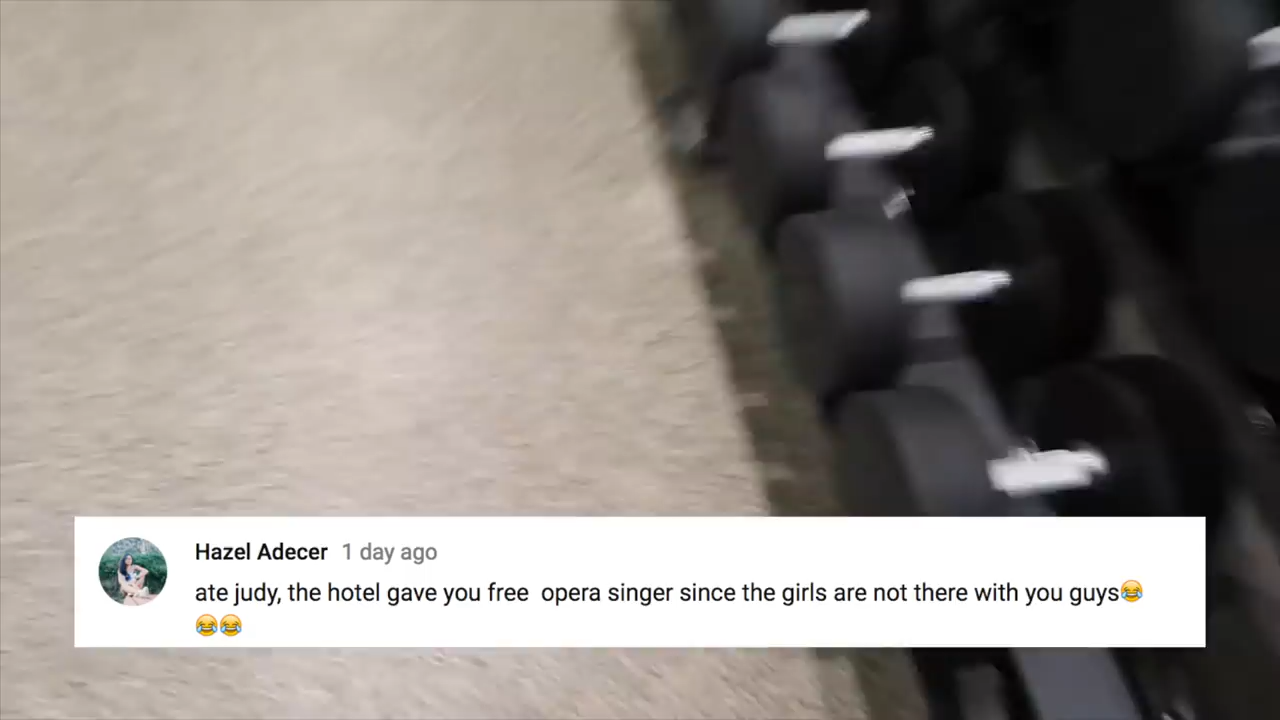 Hazel Adecer 1 day ago
ate judy, the hotel gave you free  opera singer since the girls are not there with you guys😂
😂😂